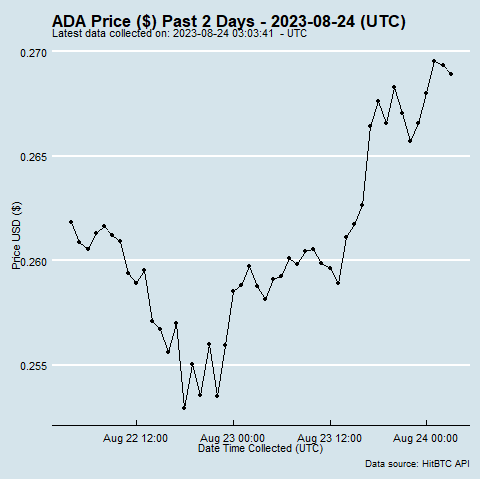 ADA Price ($) Past 2 Days - 2023-08-24 (UTC)
Latest data collected on: 2023-08-24 03:03:41  - UTC
0.270
0.265
0.260
0.255
Price USD ($)
Aug 22 12:00 Aug 23 00:00 Aug 23 12:00 Aug 24 00:00
Date Time Collected (UTC)
Data source: HitBTC API